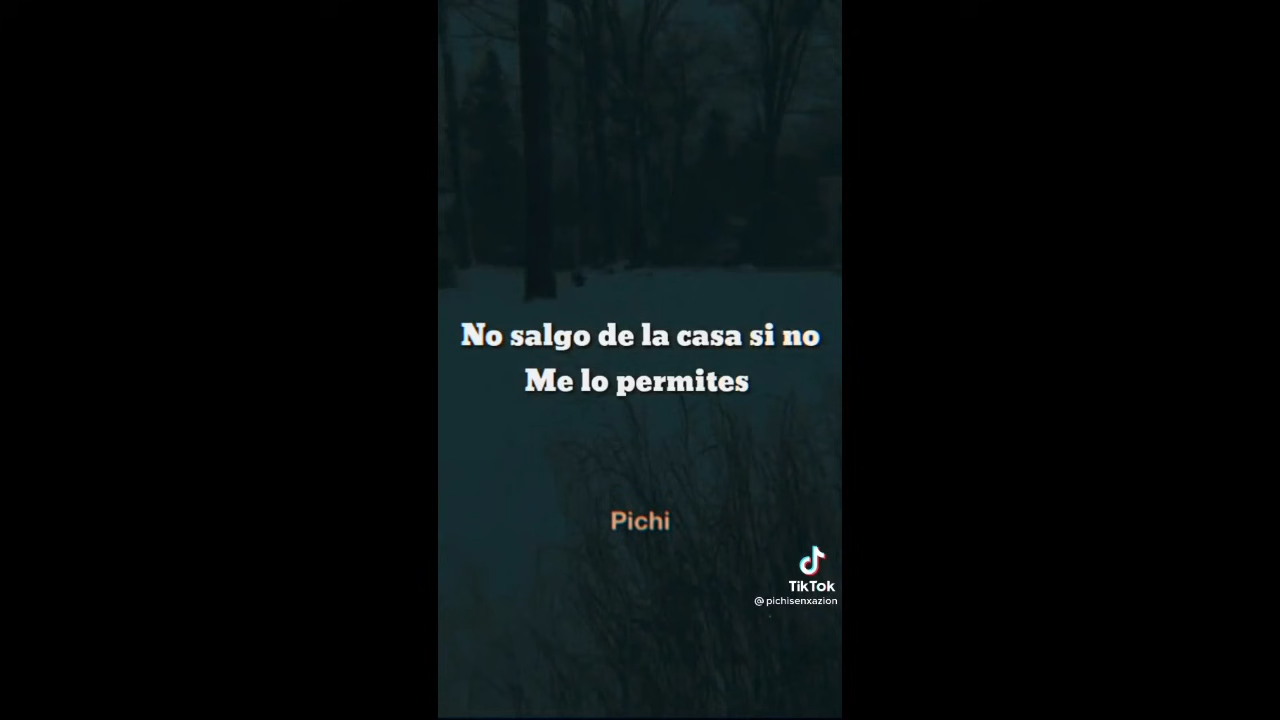 No salgo de la casa si no
Me lo permites
Pichi
TikTok
@pichisenxazion